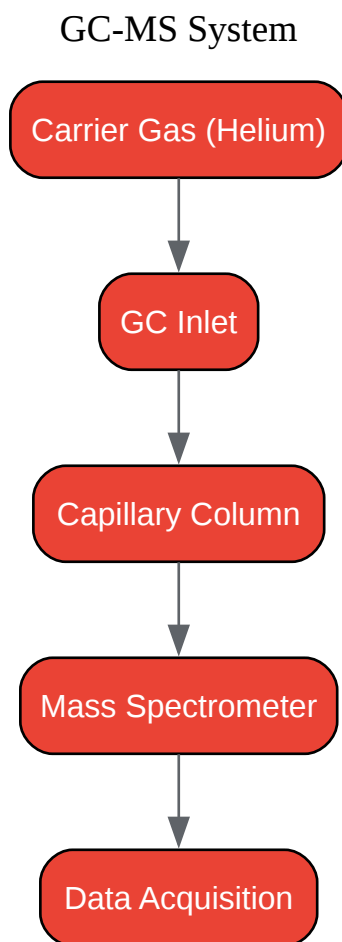 GC-MS System
Carrier Gas (Helium)
GC Inlet
Capillary Column
Mass Spectrometer
Data Acquisition